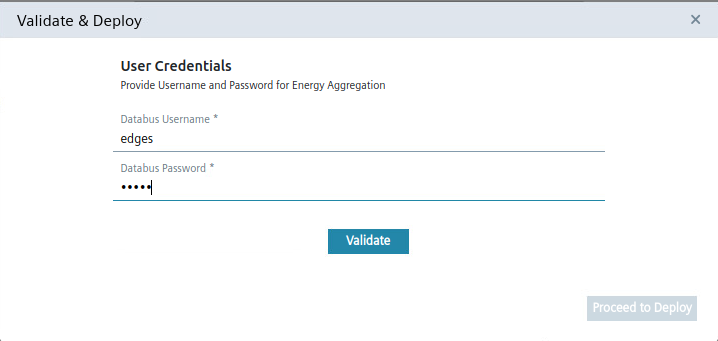 Validate & Deploy
User Credentials
Provide Username and Password for Energy Aggregation
Databus Username *
edges
Databus Password *
•••••
Validate
Proceed to Deploy